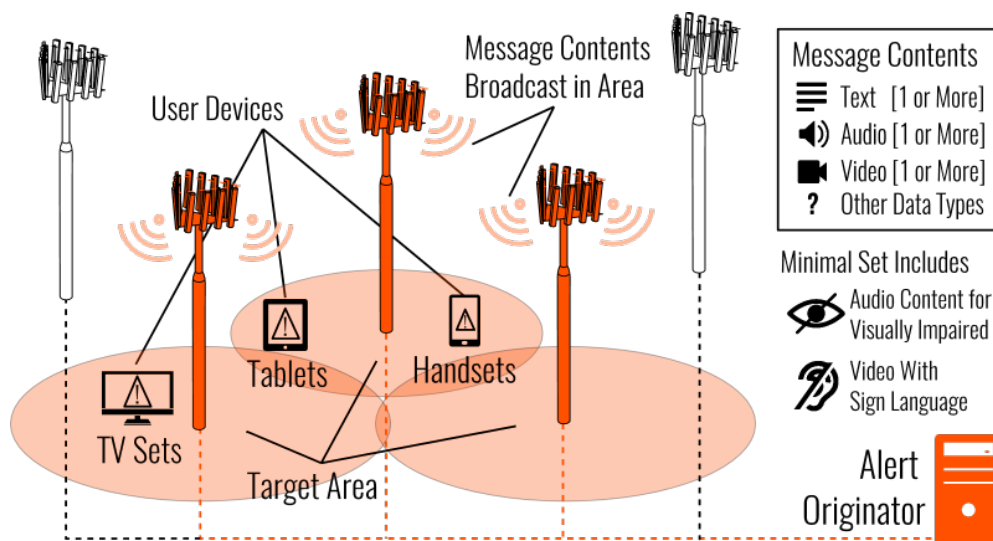 Message Contents
Broadcast in Area
User Devices
Tablets
Handsets
TV Sets
Target Area
Message Contents
Text [1 or More]
Audio [1 or More]
Video [1 or More]
? Other Data Types
Minimal Set Includes
Audio Content for
Visually Impaired
Video With
Sign Language
Alert
Originator